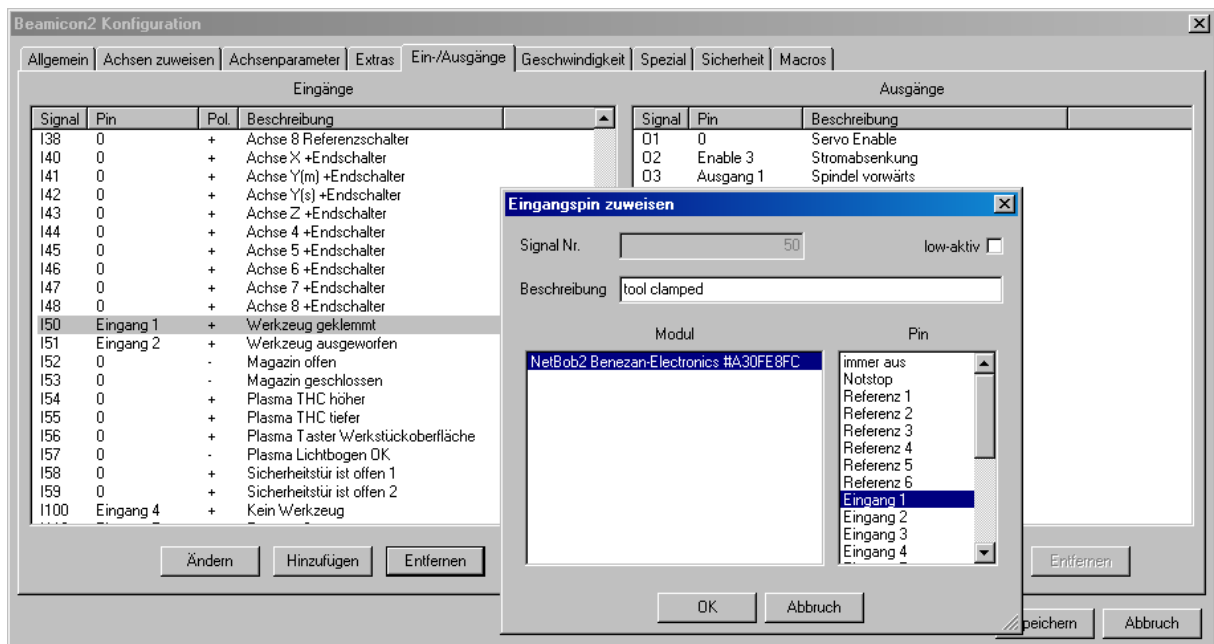 Beamicon2 Konfiguration
Allgemein Achsen zuweisen Achsenparameter Extras Ein-/Ausgänge Geschwindigkeit Spezial Sicherheit Macros
Eingänge
Signal Pin Pol. Beschreibung
I38 0 + Achse 8 Referenzschalter
I40 0 + Achse X +Endschalter
I41 0 + Achse Y(m) +Endschalter
I42 0 + Achse Y(s) +Endschalter
I43 0 + Achse Z +Endschalter
I44 0 + Achse 4 +Endschalter
I45 0 + Achse 5 +Endschalter
I46 0 + Achse 6 +Endschalter
I47 0 + Achse 7 +Endschalter
I48 0 + Achse 8 +Endschalter
I50 Eingang 1 + Werkzeug geklemmt
I51 Eingang 2 + Werkzeug ausgeworfen
I52 0 - Magazin offen
I53 0 - Magazin geschlossen
I54 0 + Plasma THC höher
I55 0 + Plasma THC tiefer
I56 0 + Plasma Taster Werkstückoberfläche
I57 0 - Plasma Lichtbogen OK
I58 0 + Sicherheitstür ist offen 1
I59 0 + Sicherheitstür ist offen 2
I100 Eingang 4 + Kein Werkzeug
Ändern Hinzufügen Entfernen
Ausgänge
Signal Pin Beschreibung
O1 0 Servo Enable
O2 Enable 3 Stromabsenkung
O3 Ausgang 1 Spindel vorwärts
Eingangspin zuweisen
Signal Nr. 50 low-aktiv
Beschreibung tool clamped
Modul
NetBob2 Benezan-Electronics #A30FE8FC
Pin
immer aus
Notstop
Referenz 1
Referenz 2
Referenz 3
Referenz 4
Referenz 5
Referenz 6
Eingang 1
Eingang 2
Eingang 3
Eingang 4
OK Abbruch
Entfernen
peichern Abbruch